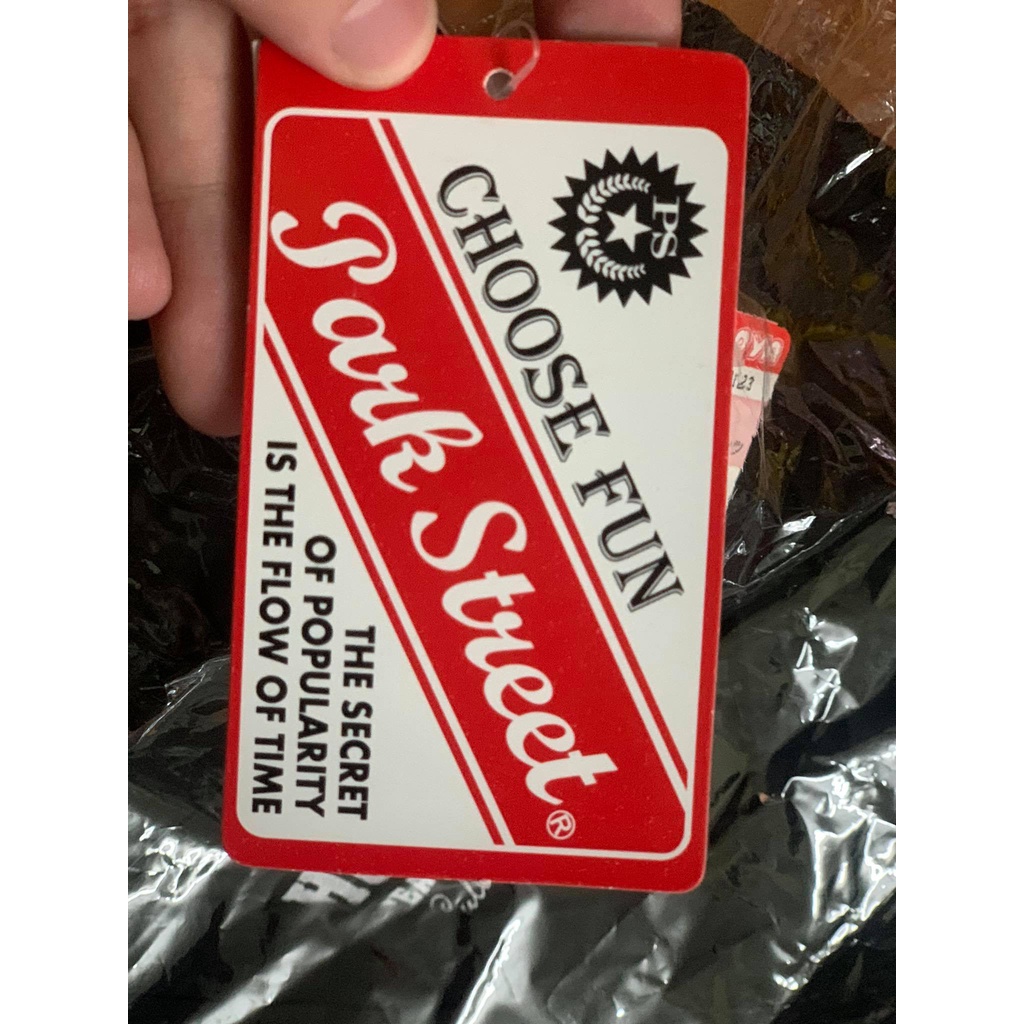 PS
CHOOSE FUN
Park Street®
THE SECRET
OF POPULARITY
IS THE FLOW OF TIME